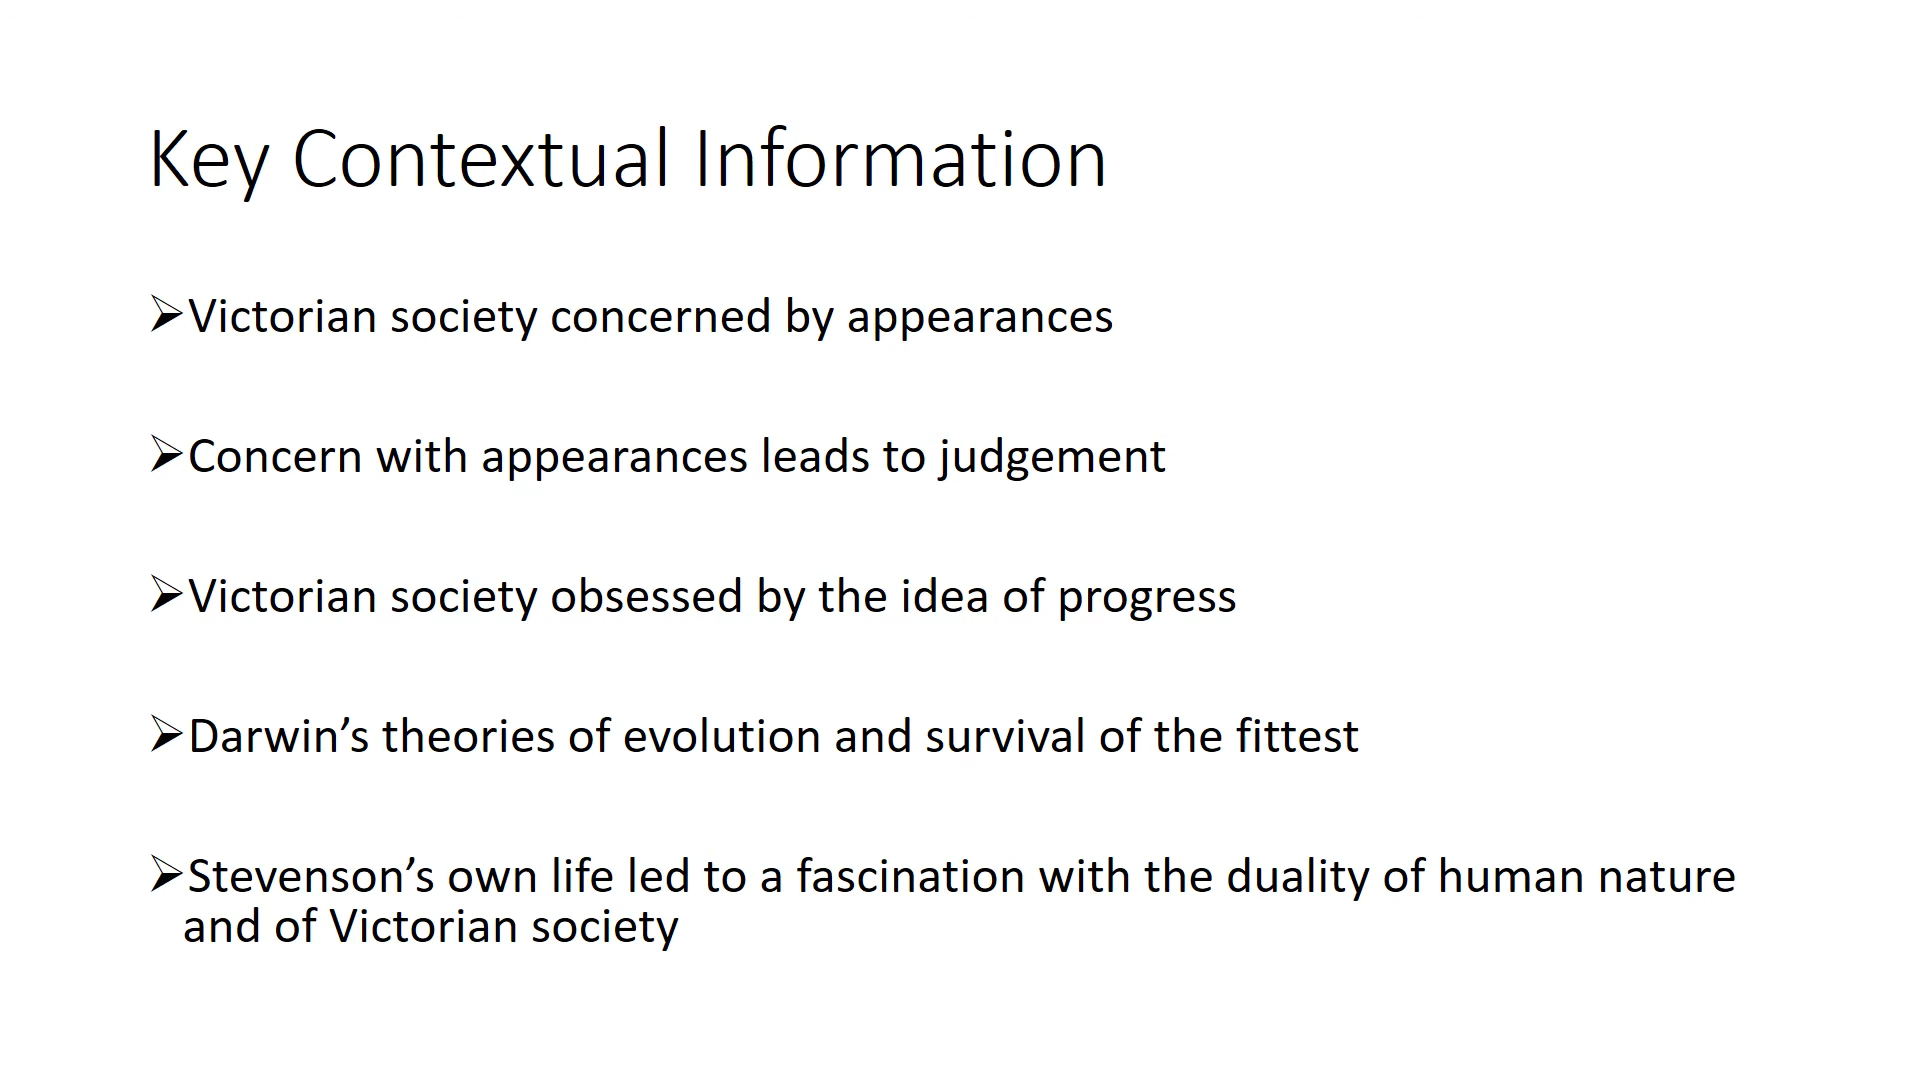 Key Contextual Information
➢Victorian society concerned by appearances
➢Concern with appearances leads to judgement
➢Victorian society obsessed by the idea of progress
➢Darwin’s theories of evolution and survival of the fittest
➢Stevenson’s own life led to a fascination with the duality of human nature
and of Victorian society